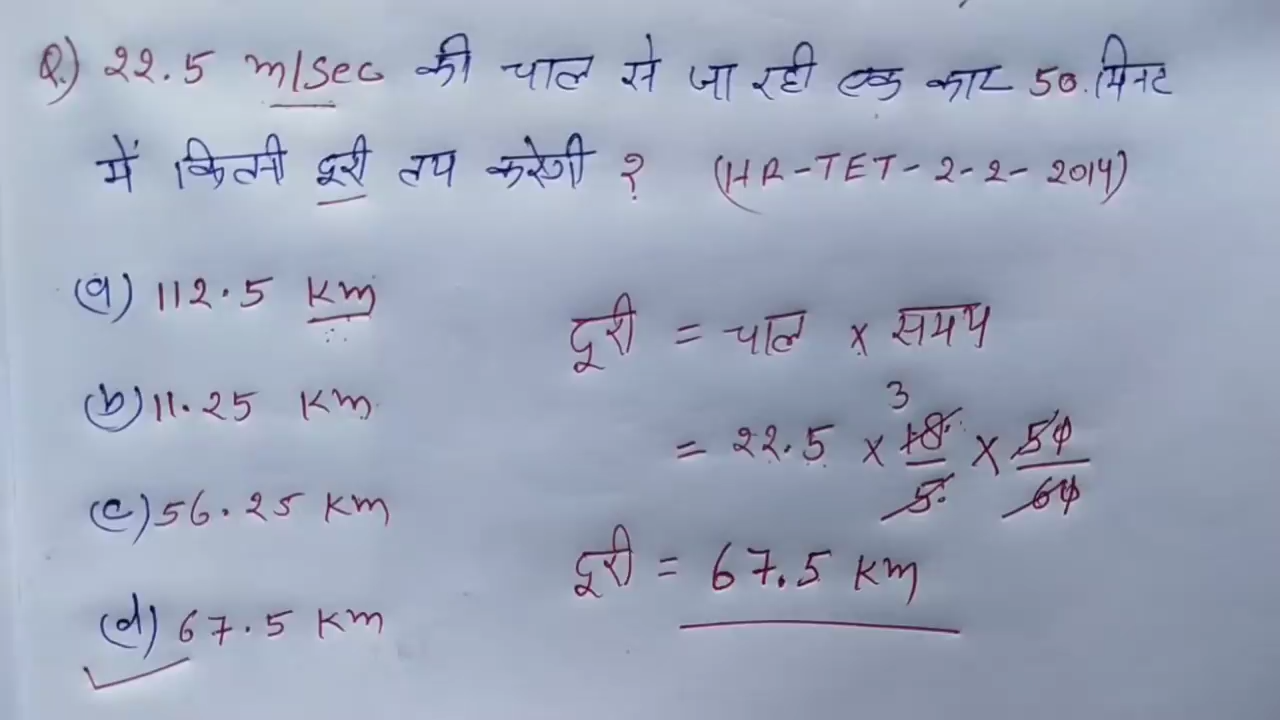 Q.) 22.5 m/sec की चाल से जा रही एक कार 50 मिनट
में कितनी दूरी तय करेगी ? (HR-TET-2-2-2014)
(a) 112.5 km
(b) 11.25 km
(c) 56.25 km
(d) 67.5 km
दूरी = चाल × समय
3
= 22.5 × 18/5 × 50/60
दूरी = 67.5 km